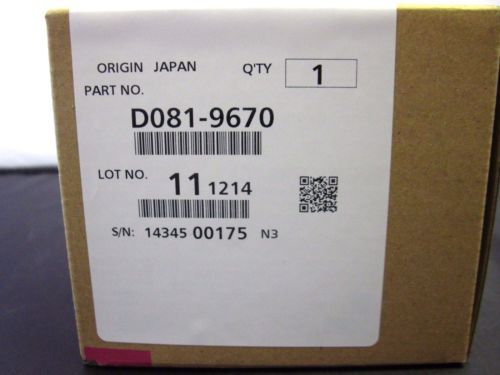 ORIGIN JAPAN Q'TY 1
PART NO.
D081-9670
LOT NO. 11 1214
S/N: 14345 00175 N3